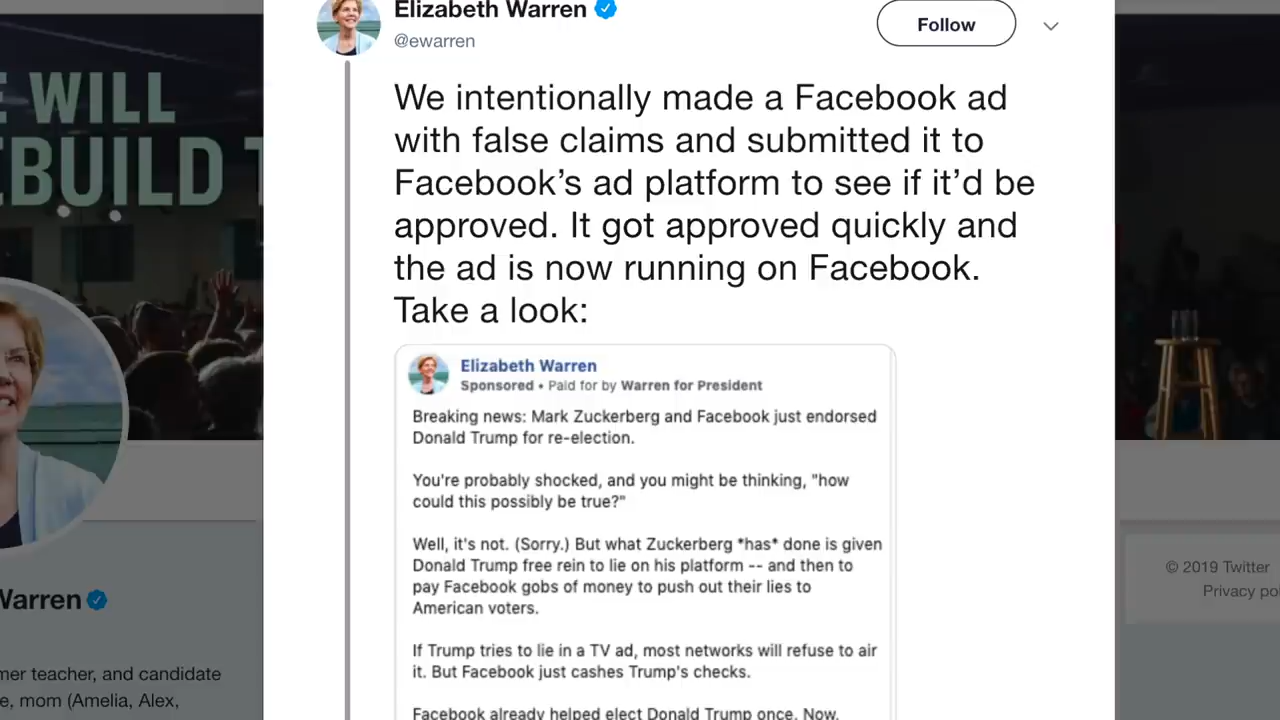 Elizabeth Warren
@ewarren
Follow
We intentionally made a Facebook ad
with false claims and submitted it to
Facebook’s ad platform to see if it’d be
approved. It got approved quickly and
the ad is now running on Facebook.
Take a look:
Elizabeth Warren
Sponsored • Paid for by Warren for President
Breaking news: Mark Zuckerberg and Facebook just endorsed
Donald Trump for re-election.
You're probably shocked, and you might be thinking, "how
could this possibly be true?"
Well, it's not. (Sorry.) But what Zuckerberg *has* done is given
Donald Trump free rein to lie on his platform -- and then to
pay Facebook gobs of money to push out their lies to
American voters.
If Trump tries to lie in a TV ad, most networks will refuse to air
it. But Facebook just cashes Trump's checks.
Facebook already helped elect Donald Trump once. Now,
E WILL
EBUILD T
Warren
mer teacher, and candidate
e, mom (Amelia, Alex,
© 2019 Twitter
Privacy po